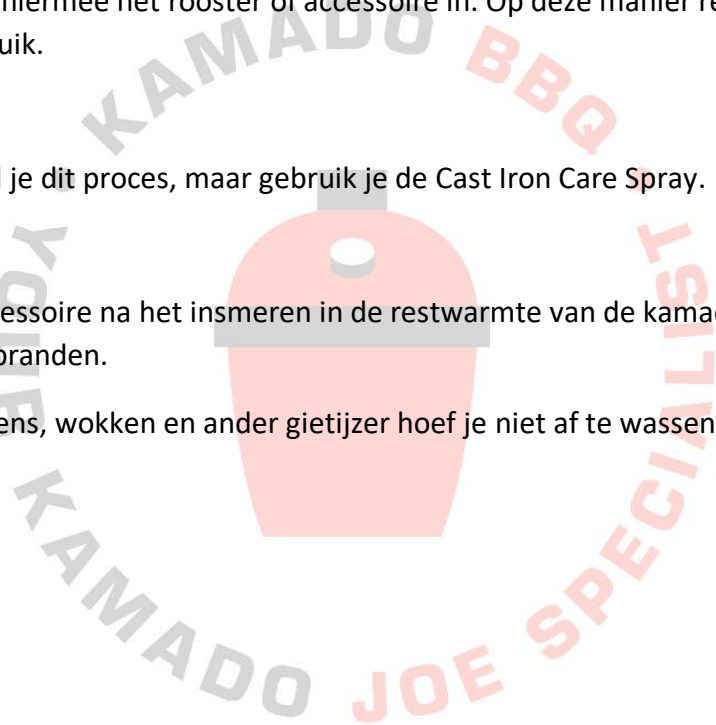 hiermee het rooster of accessoire in. Op deze manier re
uik.
je dit proces, maar gebruik je de Cast Iron Care Spray.
essoire na het insmeren in de restwarmte van de kamad
branden.
ens, wokken en ander gietijzer hoef je niet af te wassen
KAMADO BBQ • YOUR KAMADO JOE SPECIALIST